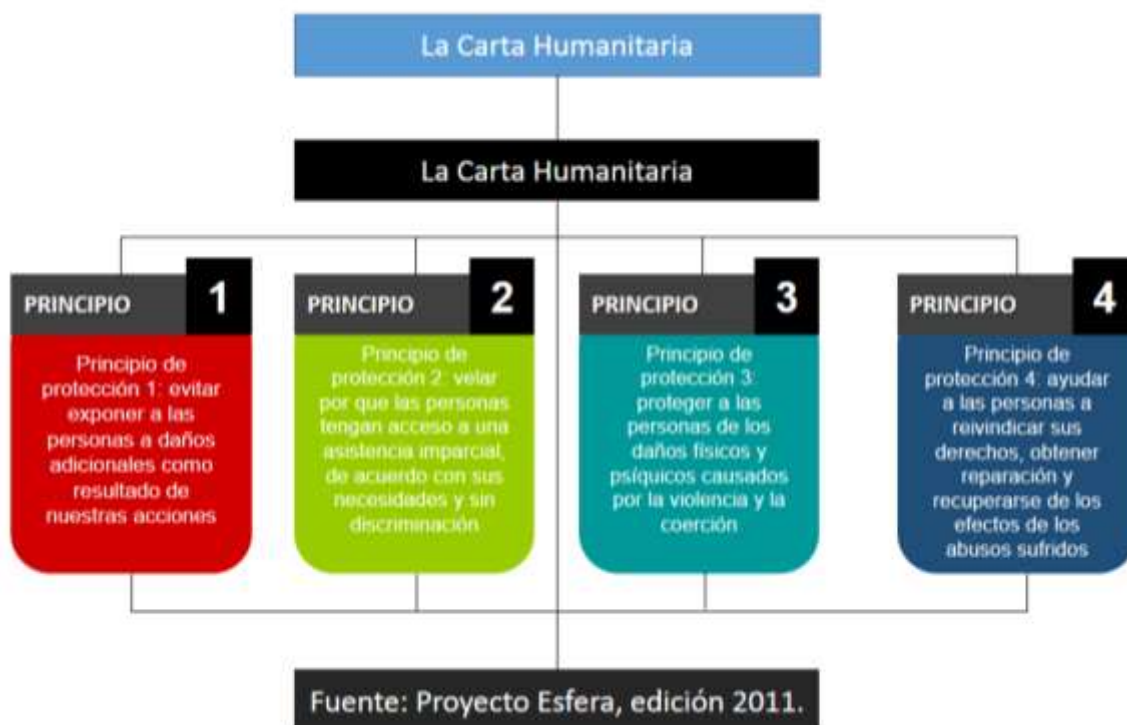 La Carta Humanitaria
La Carta Humanitaria
PRINCIPIO 1
Principio de
protección 1: evitar
exponer a las
personas a daños
adicionales como
resultado de
nuestras acciones
PRINCIPIO 2
Principio de
protección 2: velar
por que las personas
tengan acceso a una
asistencia imparcial,
de acuerdo con sus
necesidades y sin
discriminación
PRINCIPIO 3
Principio de
protección 3:
proteger a las
personas de los
daños físicos y
psíquicos causados
por la violencia y la
coerción
PRINCIPIO 4
Principio de
protección 4: ayudar
a las personas a
reivindicar sus
derechos, obtener
reparación y
recuperarse de los
efectos de los
abusos sufridos
Fuente: Proyecto Esfera, edición 2011.